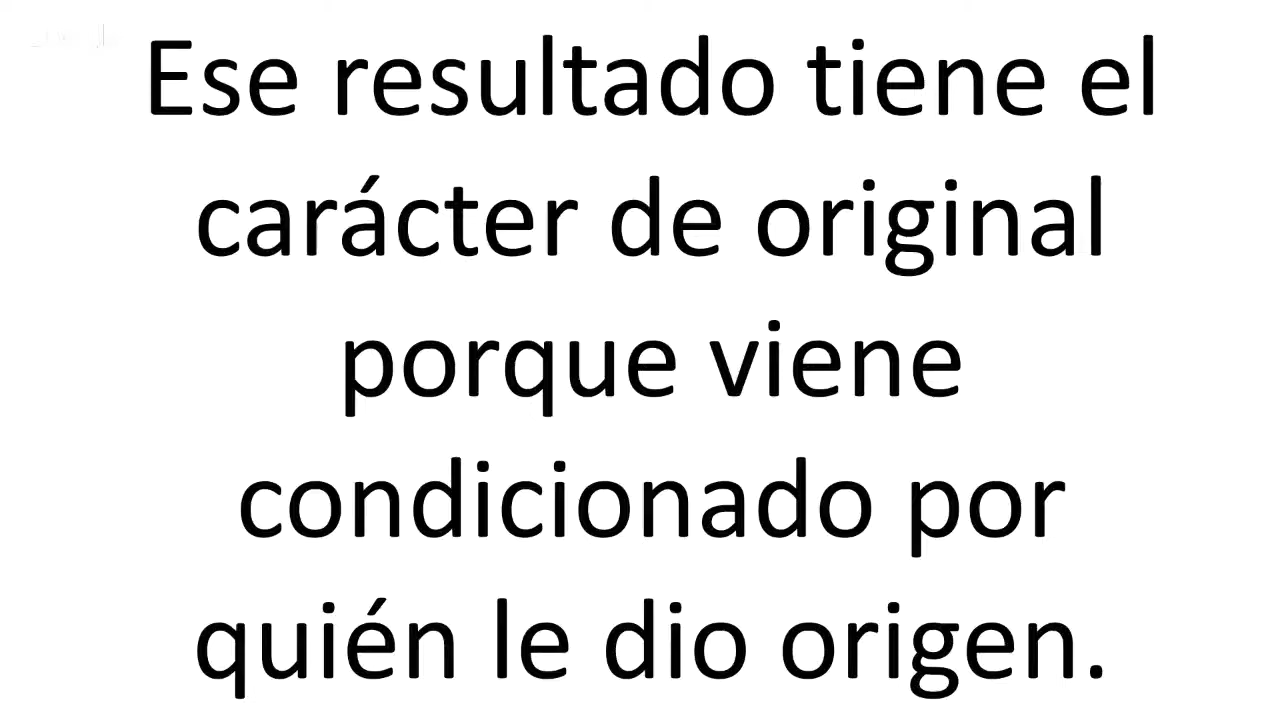 Ese resultado tiene el
carácter de original
porque viene
condicionado por
quién le dio origen.